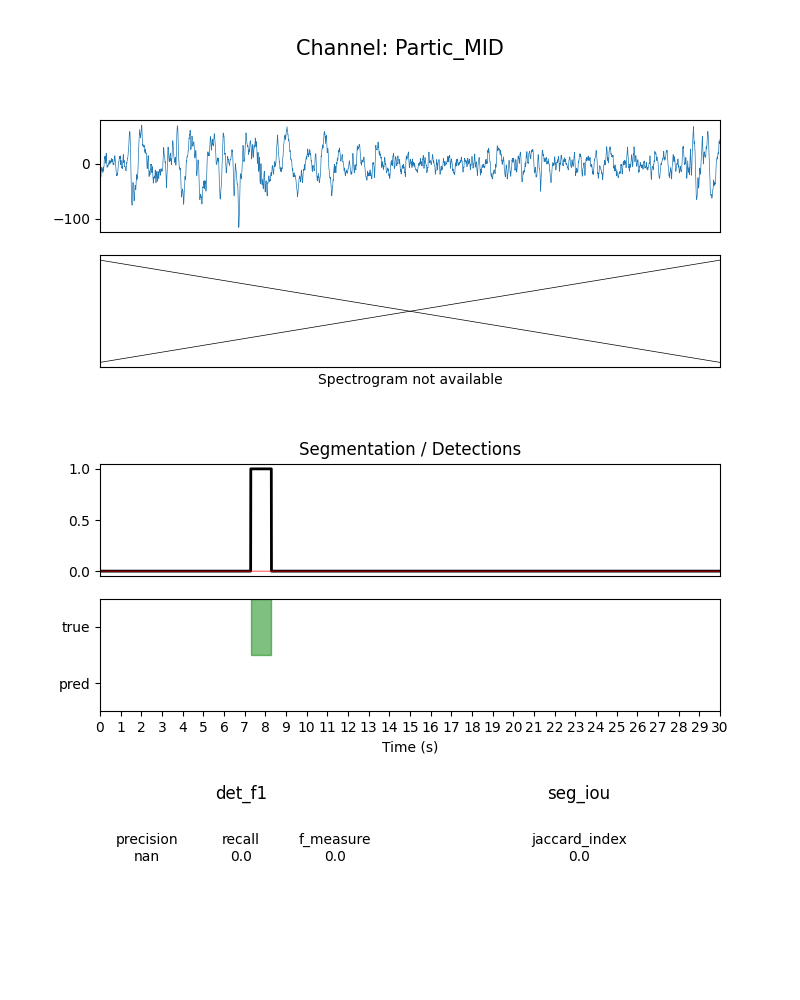 Channel: Partic_MID
0
−100
Spectrogram not available
Segmentation / Detections
1.0
0.5
0.0
true
pred
0 1 2 3 4 5 6 7 8 9 10 11 12 13 14 15 16 17 18 19 20 21 22 23 24 25 26 27 28 29 30
Time (s)
det_f1 seg_iou
precision recall f_measure jaccard_index
nan 0.0 0.0 0.0